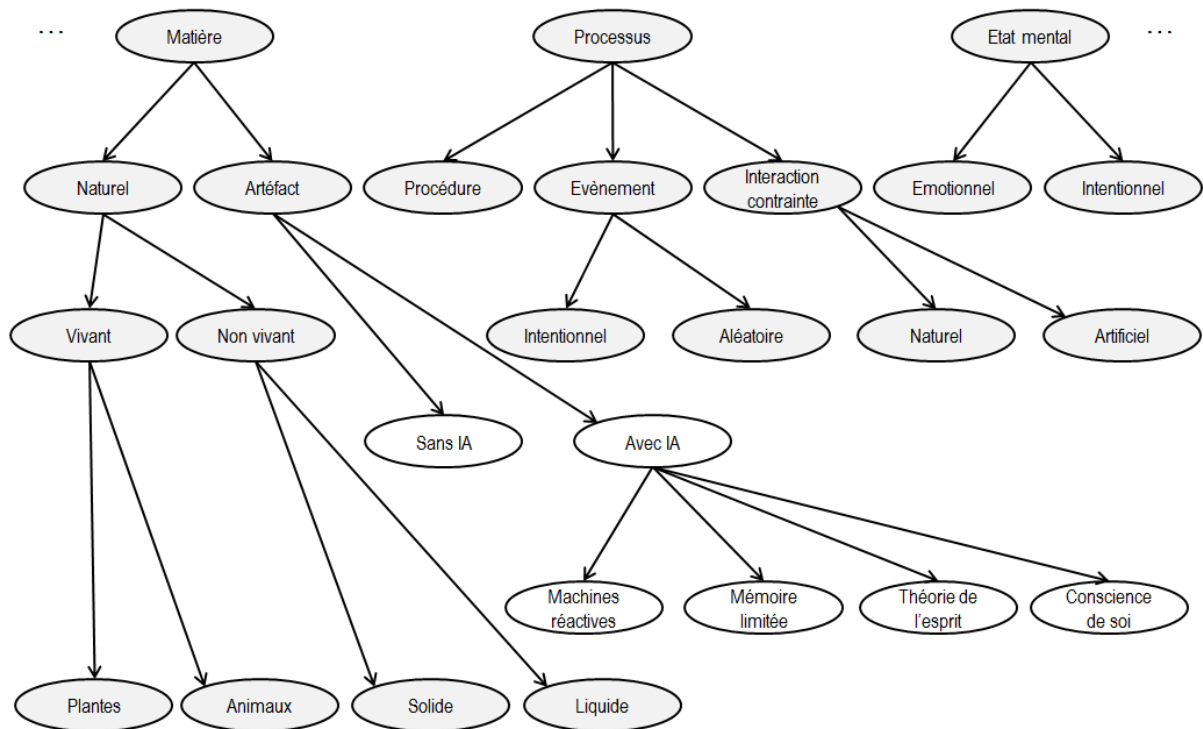 ...
Matière
Processus
Etat mental
...
Naturel
Artéfact
Procédure
Evènement
Interaction
contrainte
Emotionnel
Intentionnel
Vivant
Non vivant
Intentionnel
Aléatoire
Naturel
Artificiel
Sans IA
Avec IA
Machines
réactives
Mémoire
limitée
Théorie de
l’esprit
Conscience
de soi
Plantes
Animaux
Solide
Liquide